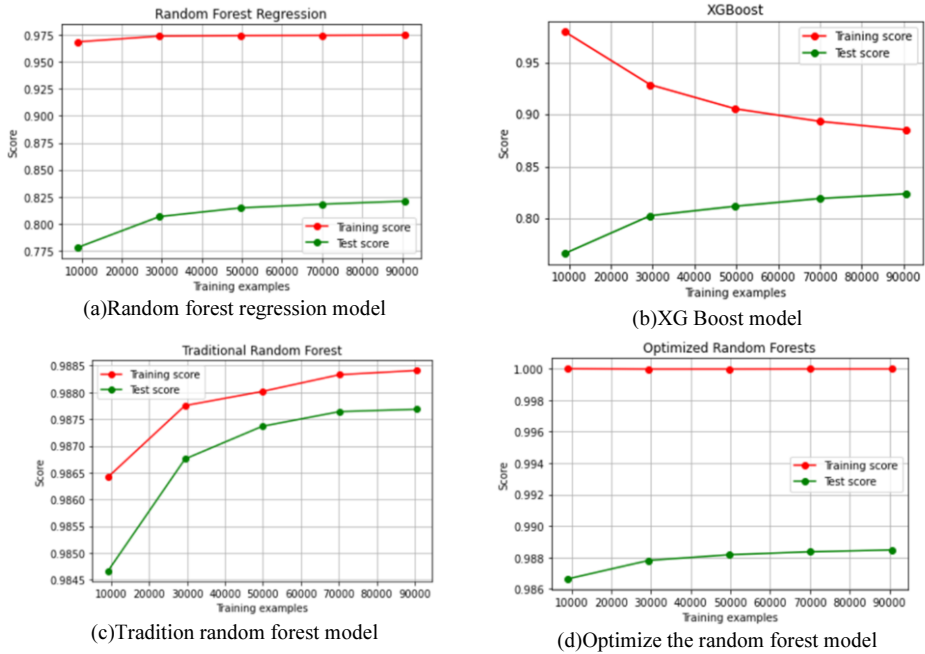 Random Forest Regression
0.975
0.950
0.925
0.900
0.875
0.850
0.825
0.800
0.775
Score
Training score
Test score
10000 20000 30000 40000 50000 60000 70000 80000 90000
Training examples
(a)Random forest regression model
XGBoost
0.95
0.90
0.85
0.80
Score
Training score
Test score
10000 20000 30000 40000 50000 60000 70000 80000 90000
Training examples
(b)XG Boost model
Traditional Random Forest
0.9885
0.9880
0.9875
0.9870
0.9865
0.9860
0.9855
0.9850
0.9845
Score
Training score
Test score
10000 20000 30000 40000 50000 60000 70000 80000 90000
Training examples
(c)Tradition random forest model
Optimized Random Forests
1.000
0.998
0.996
0.994
0.992
0.990
0.988
0.986
Score
Training score
Test score
10000 20000 30000 40000 50000 60000 70000 80000 90000
Training examples
(d)Optimize the random forest model